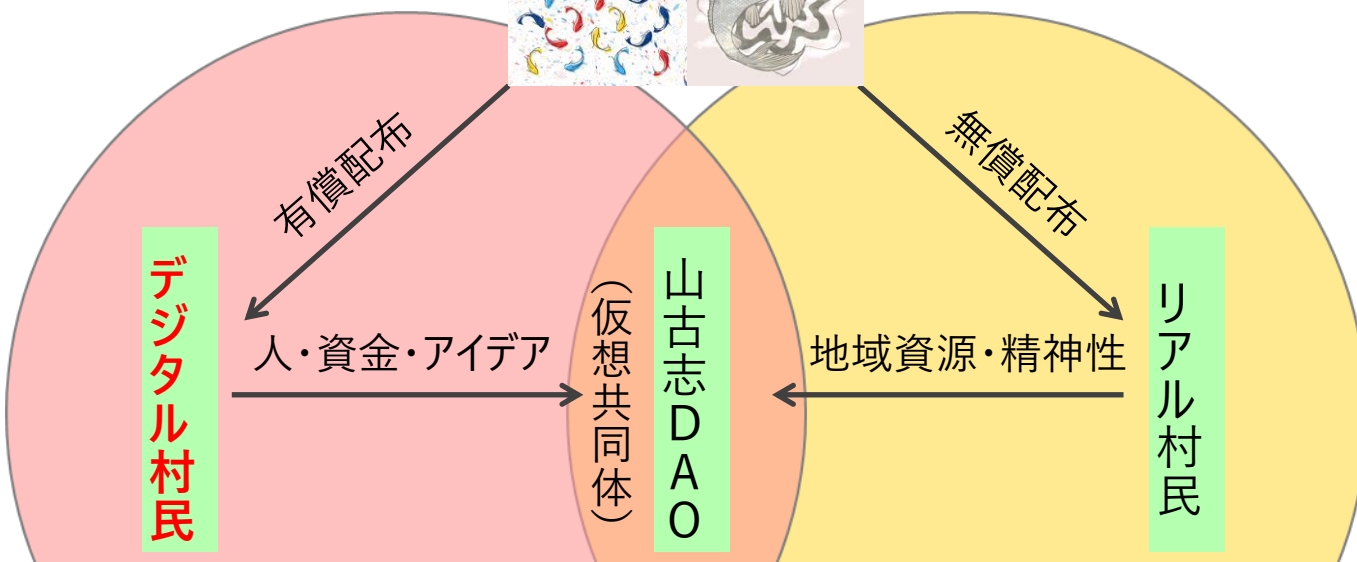 有償配布
無償配布
デジタル村民
人・資金・アイデア
（仮想共同体）
山古志DAO
地域資源・精神性
リアル村民